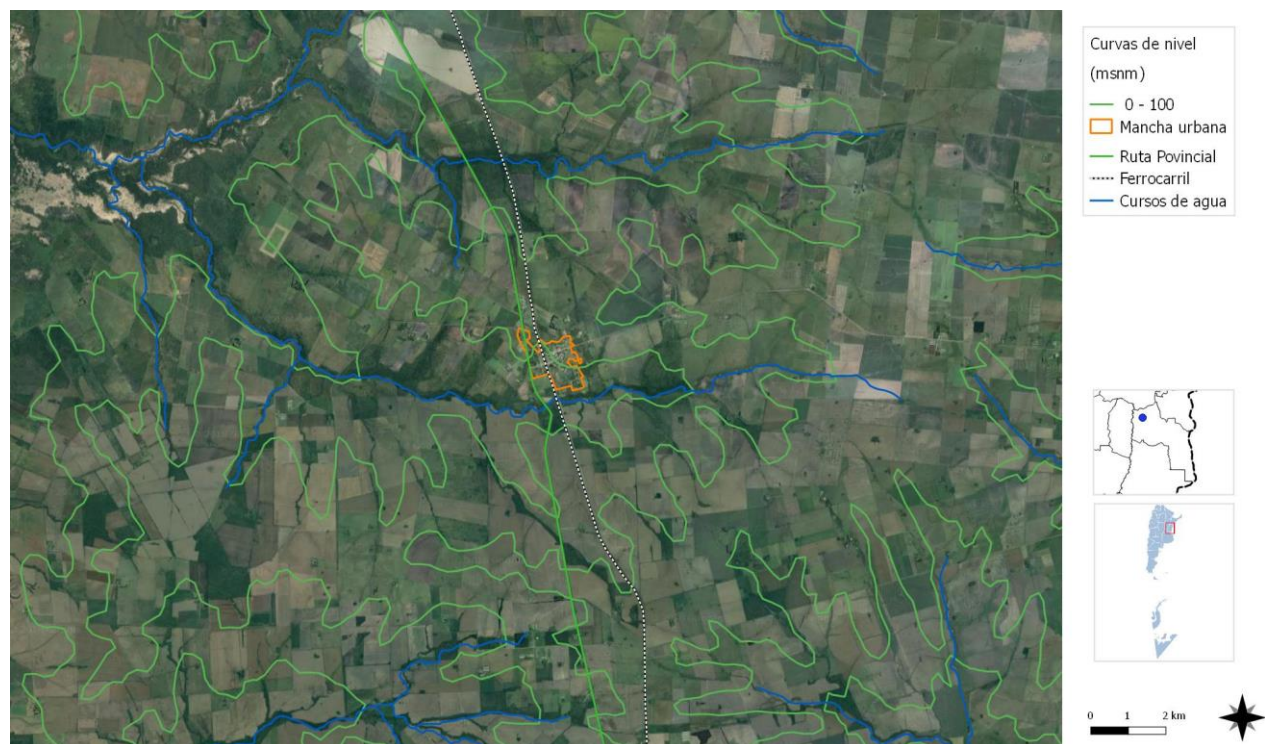 Curvas de nivel
(msnm)
0 - 100
Mancha urbana
Ruta Povincial
Ferrocarril
Cursos de agua
0 1 2 km